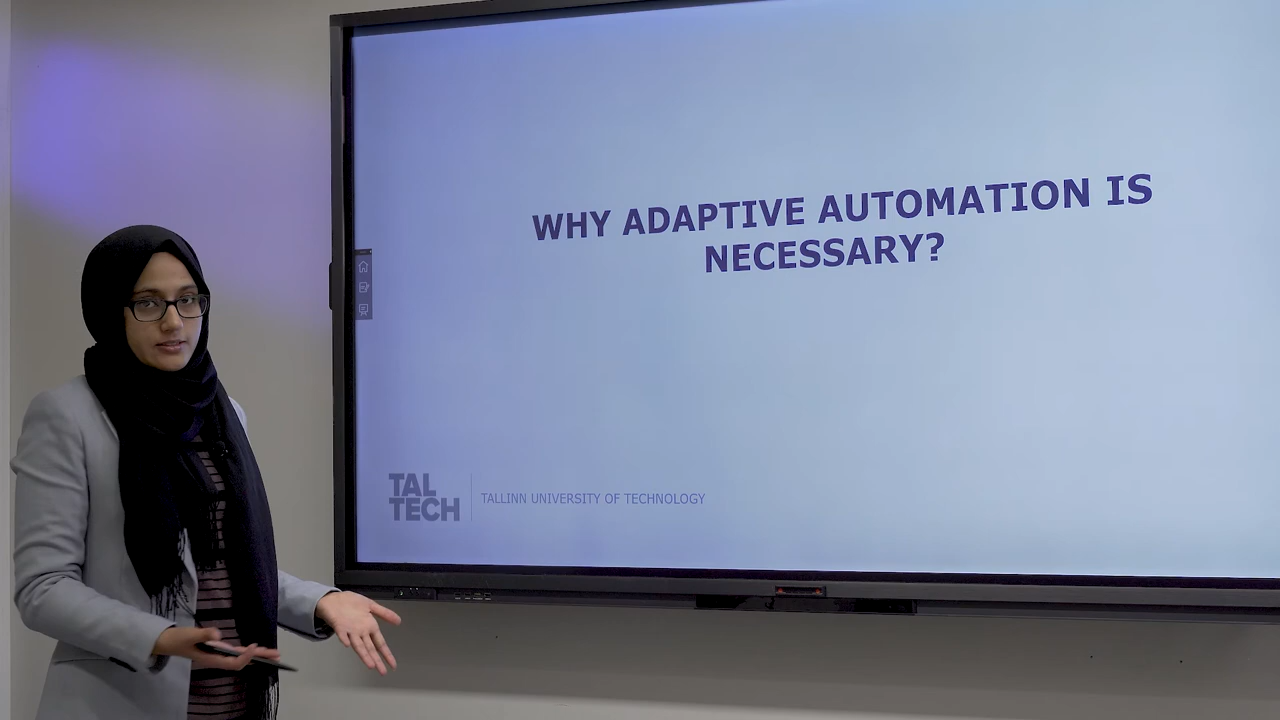 WHY ADAPTIVE AUTOMATION IS
NECESSARY?
TAL
TECH
TALLINN UNIVERSITY OF TECHNOLOGY